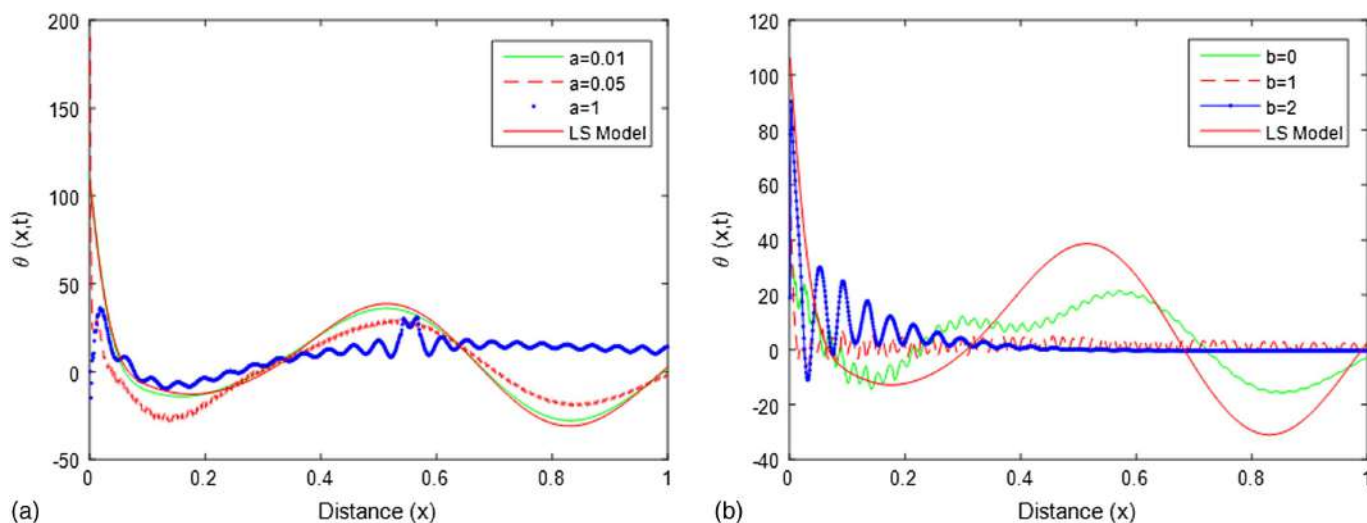 200
150
100
50
0
-50
θ (x,t)
0 0.2 0.4 0.6 0.8 1
Distance (x)
(a)
a=0.01
a=0.05
a=1
LS Model
120
100
80
60
40
20
0
-20
-40
θ (x,t)
0 0.2 0.4 0.6 0.8 1
Distance (x)
(b)
b=0
b=1
b=2
LS Model